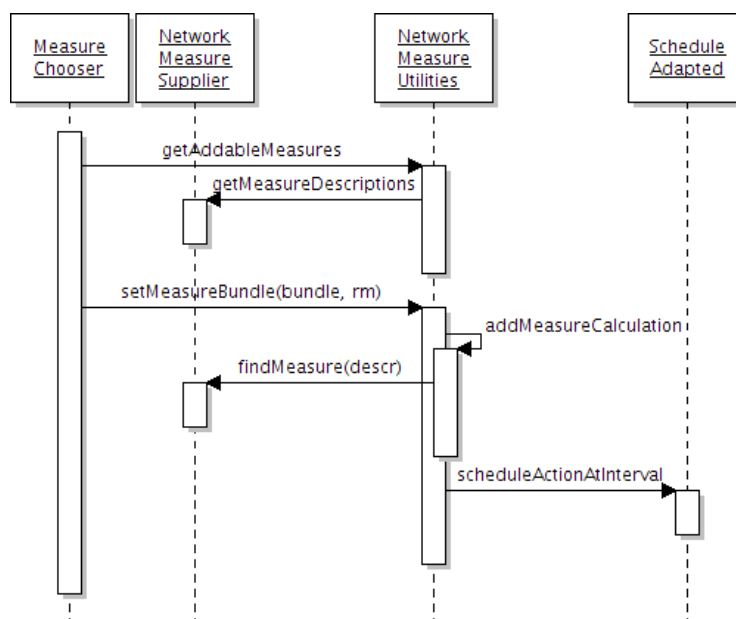 Measure
Chooser
Network
Measure
Supplier
Network
Measure
Utilities
Schedule
Adapted
getAddableMeasures
getMeasureDescriptions
setMeasureBundle(bundle, rm)
addMeasureCalculation
findMeasure(descr)
scheduleActionAtInterval